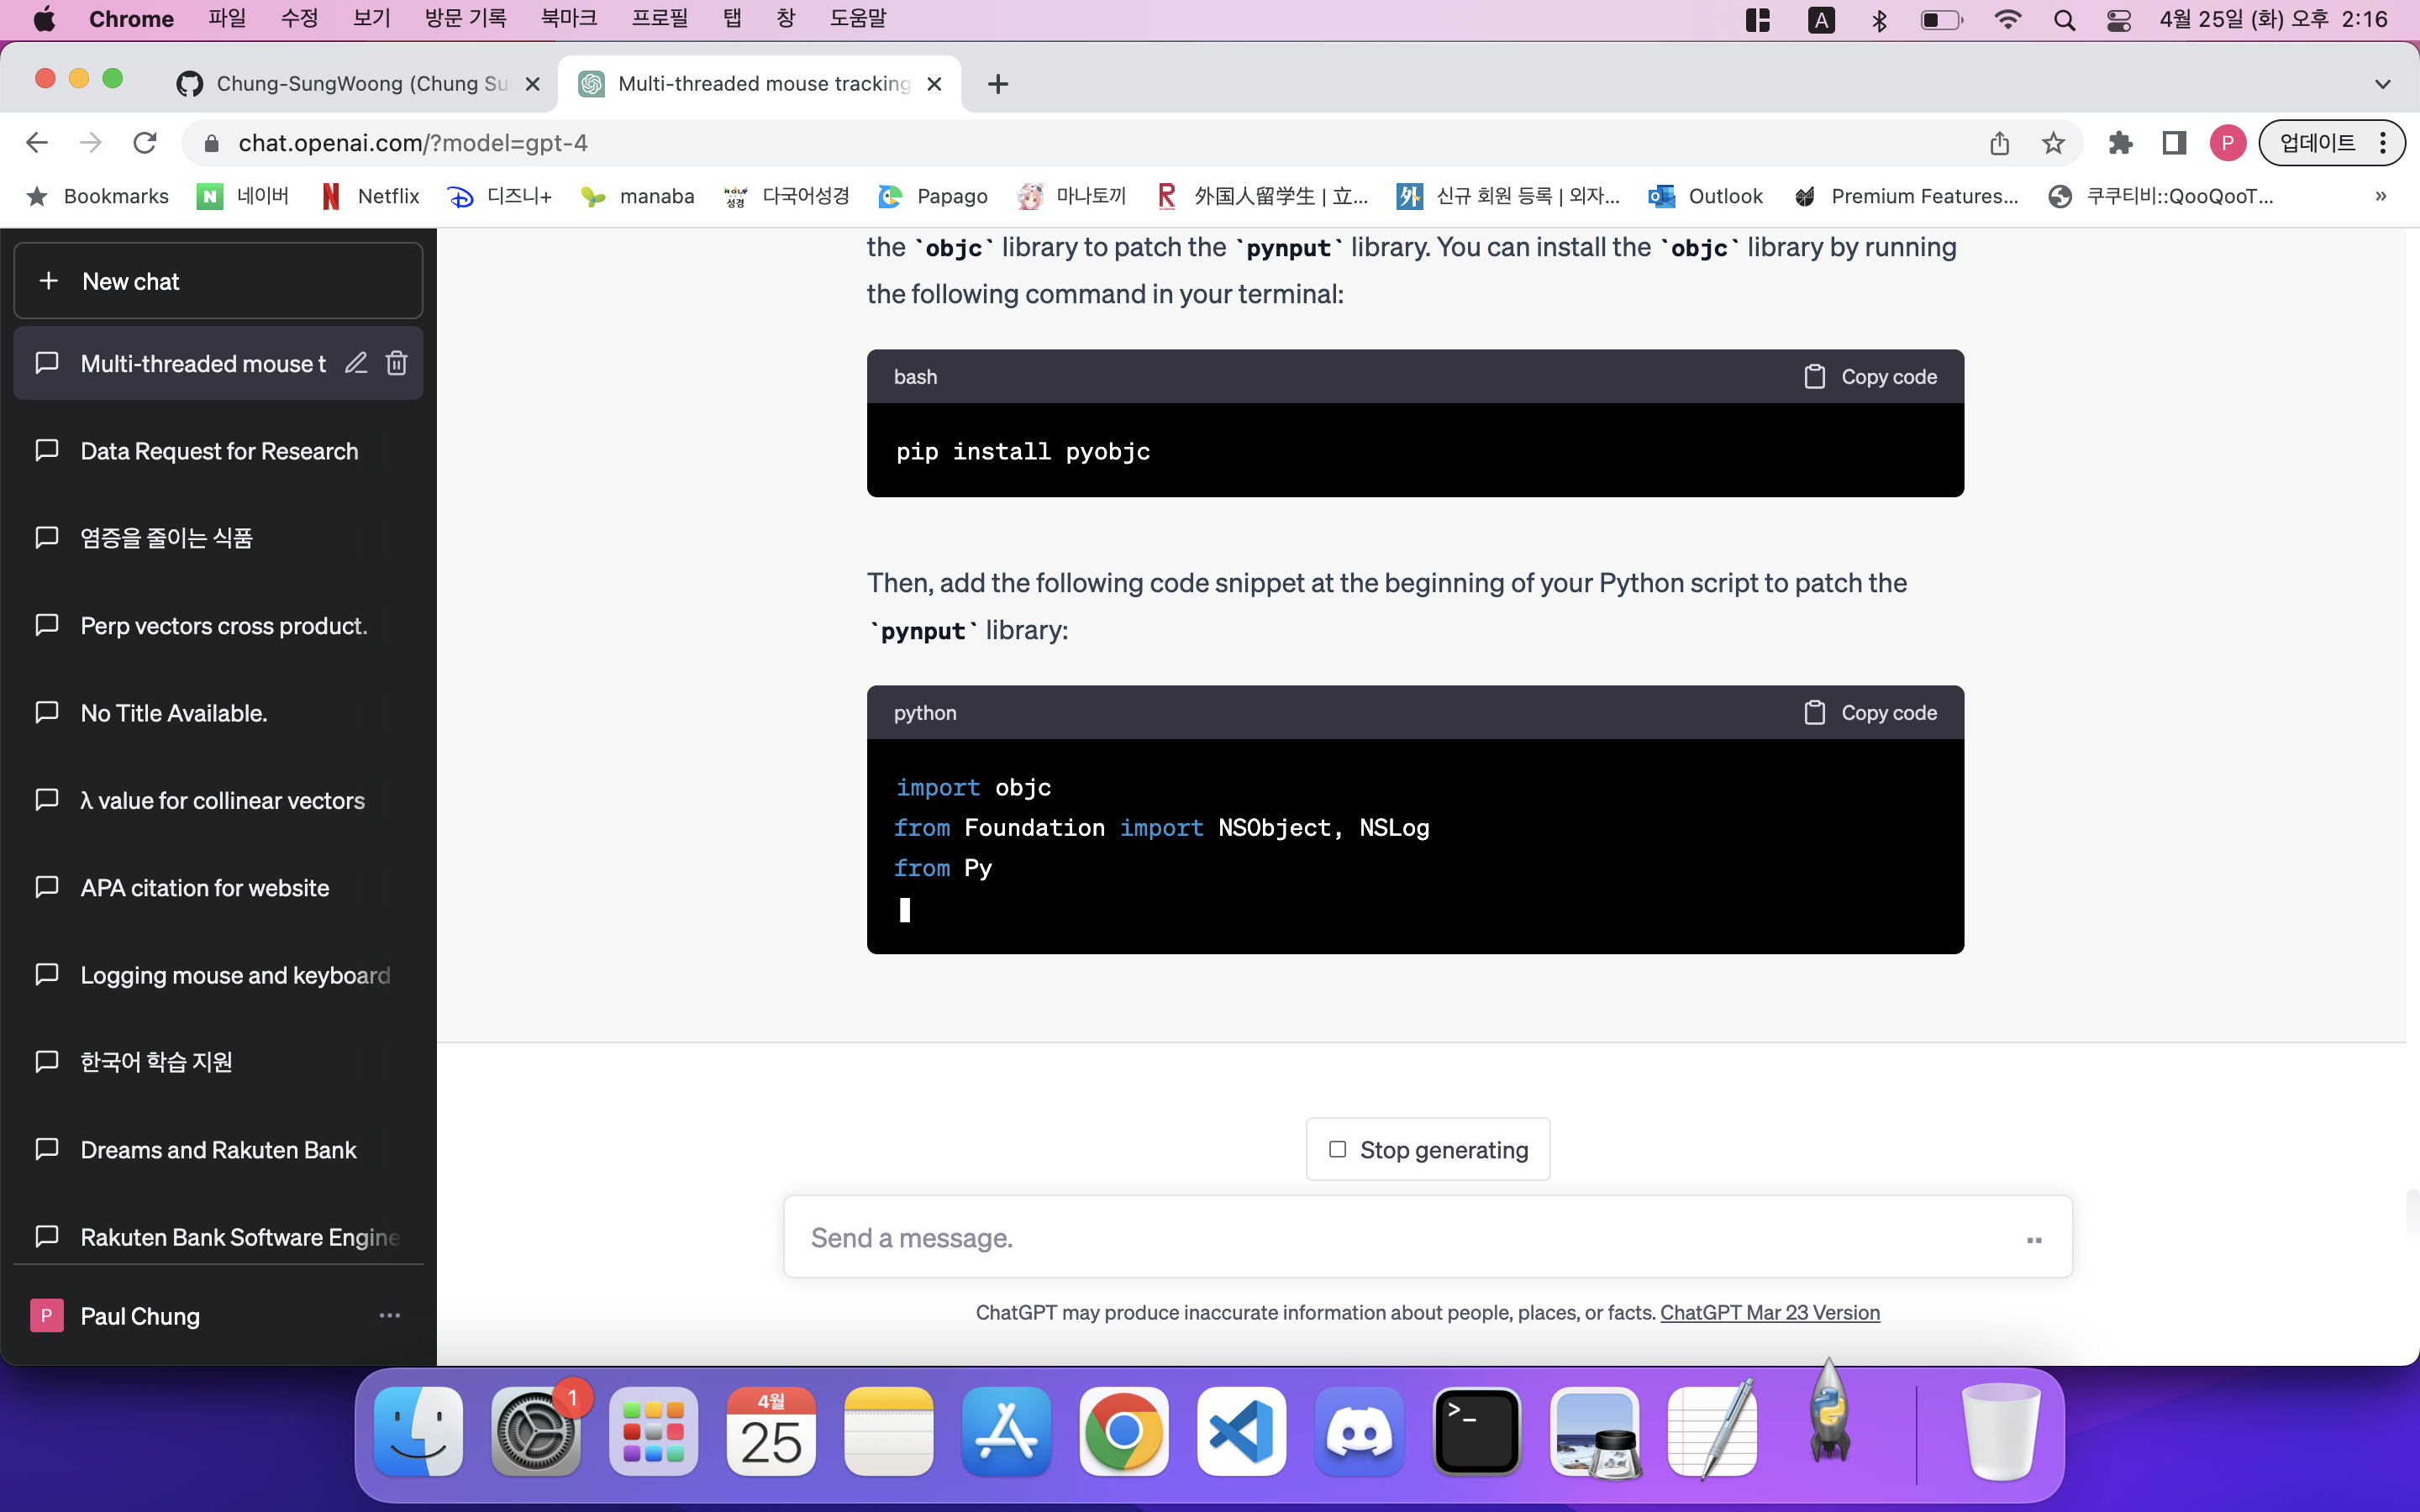 Chrome 파일 수정 보기 방문 기록 북마크 프로필 탭 창 도움말 A 4월 25일 (화) 오후 2:16
Chung-SungWoong (Chung Su
Multi-threaded mouse tracking
chat.openai.com/?model=gpt-4
P
업데이트
Bookmarks 네이버 Netflix 디즈니+ manaba 다국어성경 Papago 마나토끼 外国人留学生 | 立... 신규 회원 등록 | 외자... Outlook Premium Features... 쿠쿠티비::QooQooT... »
New chat
Multi-threaded mouse t
Data Request for Research
염증을 줄이는 식품
Perp vectors cross product.
No Title Available.
λ value for collinear vectors
APA citation for website
Logging mouse and keyboard
한국어 학습 지원
Dreams and Rakuten Bank
Rakuten Bank Software Engine
P Paul Chung
the `objc` library to patch the `pynput` library. You can install the `objc` library by running
the following command in your terminal:
bash Copy code
pip install pyobjc
Then, add the following code snippet at the beginning of your Python script to patch the
`pynput` library:
python Copy code
import objc
from Foundation import NSObject, NSLog
from Py
Stop generating
Send a message.
ChatGPT may produce inaccurate information about people, places, or facts. ChatGPT Mar 23 Version
1
4월
25
>_